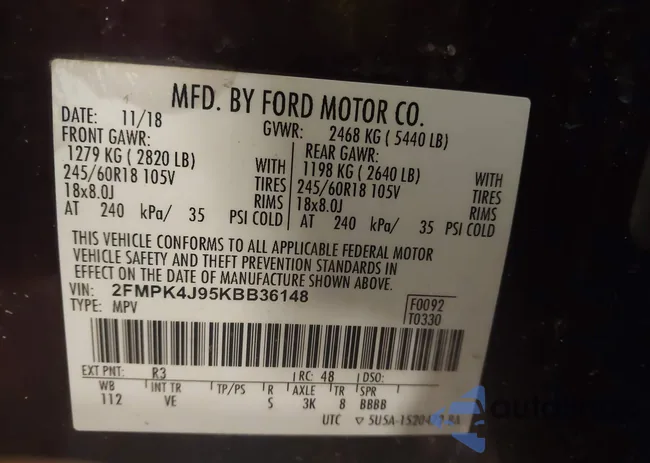 MFD. BY FORD MOTOR CO.
DATE: 11/18 GVWR: 2468 KG ( 5440 LB)
FRONT GAWR: REAR GAWR:
1279 KG ( 2820 LB) WITH 1198 KG ( 2640 LB) WITH
245/60R18 105V TIRES 245/60R18 105V TIRES
18x8.0J RIMS 18x8.0J RIMS
AT 240 kPa/ 35 PSI COLD AT 240 kPa/ 35 PSI COLD
THIS VEHICLE CONFORMS TO ALL APPLICABLE FEDERAL MOTOR
VEHICLE SAFETY AND THEFT PREVENTION STANDARDS IN
EFFECT ON THE DATE OF MANUFACTURE SHOWN ABOVE.
VIN: 2FMPK4J95KBB36148 F0092
TYPE: MPV T0330
EXT PNT: R3 RC: 48 DSO:
WB INT TR TP/PS R AXLE TR SPR
112 VE S 3K 8 BBBB
UTC